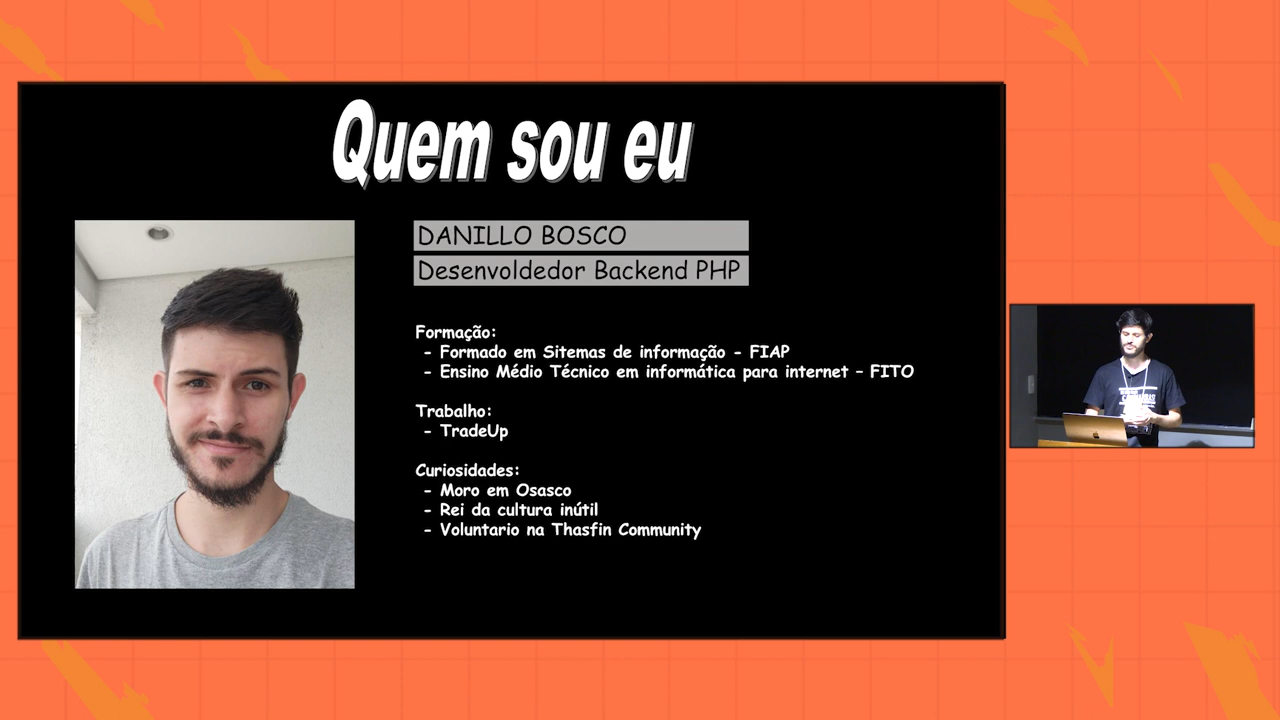 Quem sou eu
DANILLO BOSCO
Desenvoldedor Backend PHP
Formação:
- Formado em Sitemas de informação - FIAP
- Ensino Médio Técnico em informática para internet - FITO
Trabalho:
- TradeUp
Curiosidades:
- Moro em Osasco
- Rei da cultura inútil
- Voluntario na Thasfin Community